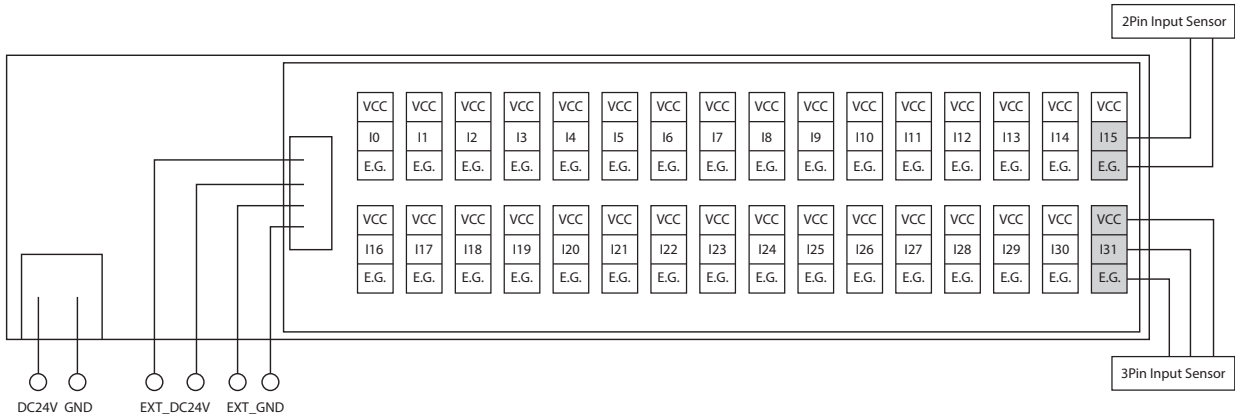 2Pin Input Sensor
VCC VCC VCC VCC VCC VCC VCC VCC VCC VCC VCC VCC VCC VCC VCC VCC
I0 I1 I2 I3 I4 I5 I6 I7 I8 I9 I10 I11 I12 I13 I14 I15
E.G. E.G. E.G. E.G. E.G. E.G. E.G. E.G. E.G. E.G. E.G. E.G. E.G. E.G. E.G. E.G.
VCC VCC VCC VCC VCC VCC VCC VCC VCC VCC VCC VCC VCC VCC VCC VCC
I16 I17 I18 I19 I20 I21 I22 I23 I24 I25 I26 I27 I28 I29 I30 I31
E.G. E.G. E.G. E.G. E.G. E.G. E.G. E.G. E.G. E.G. E.G. E.G. E.G. E.G. E.G. E.G.
3Pin Input Sensor
DC24V GND EXT_DC24V EXT_GND